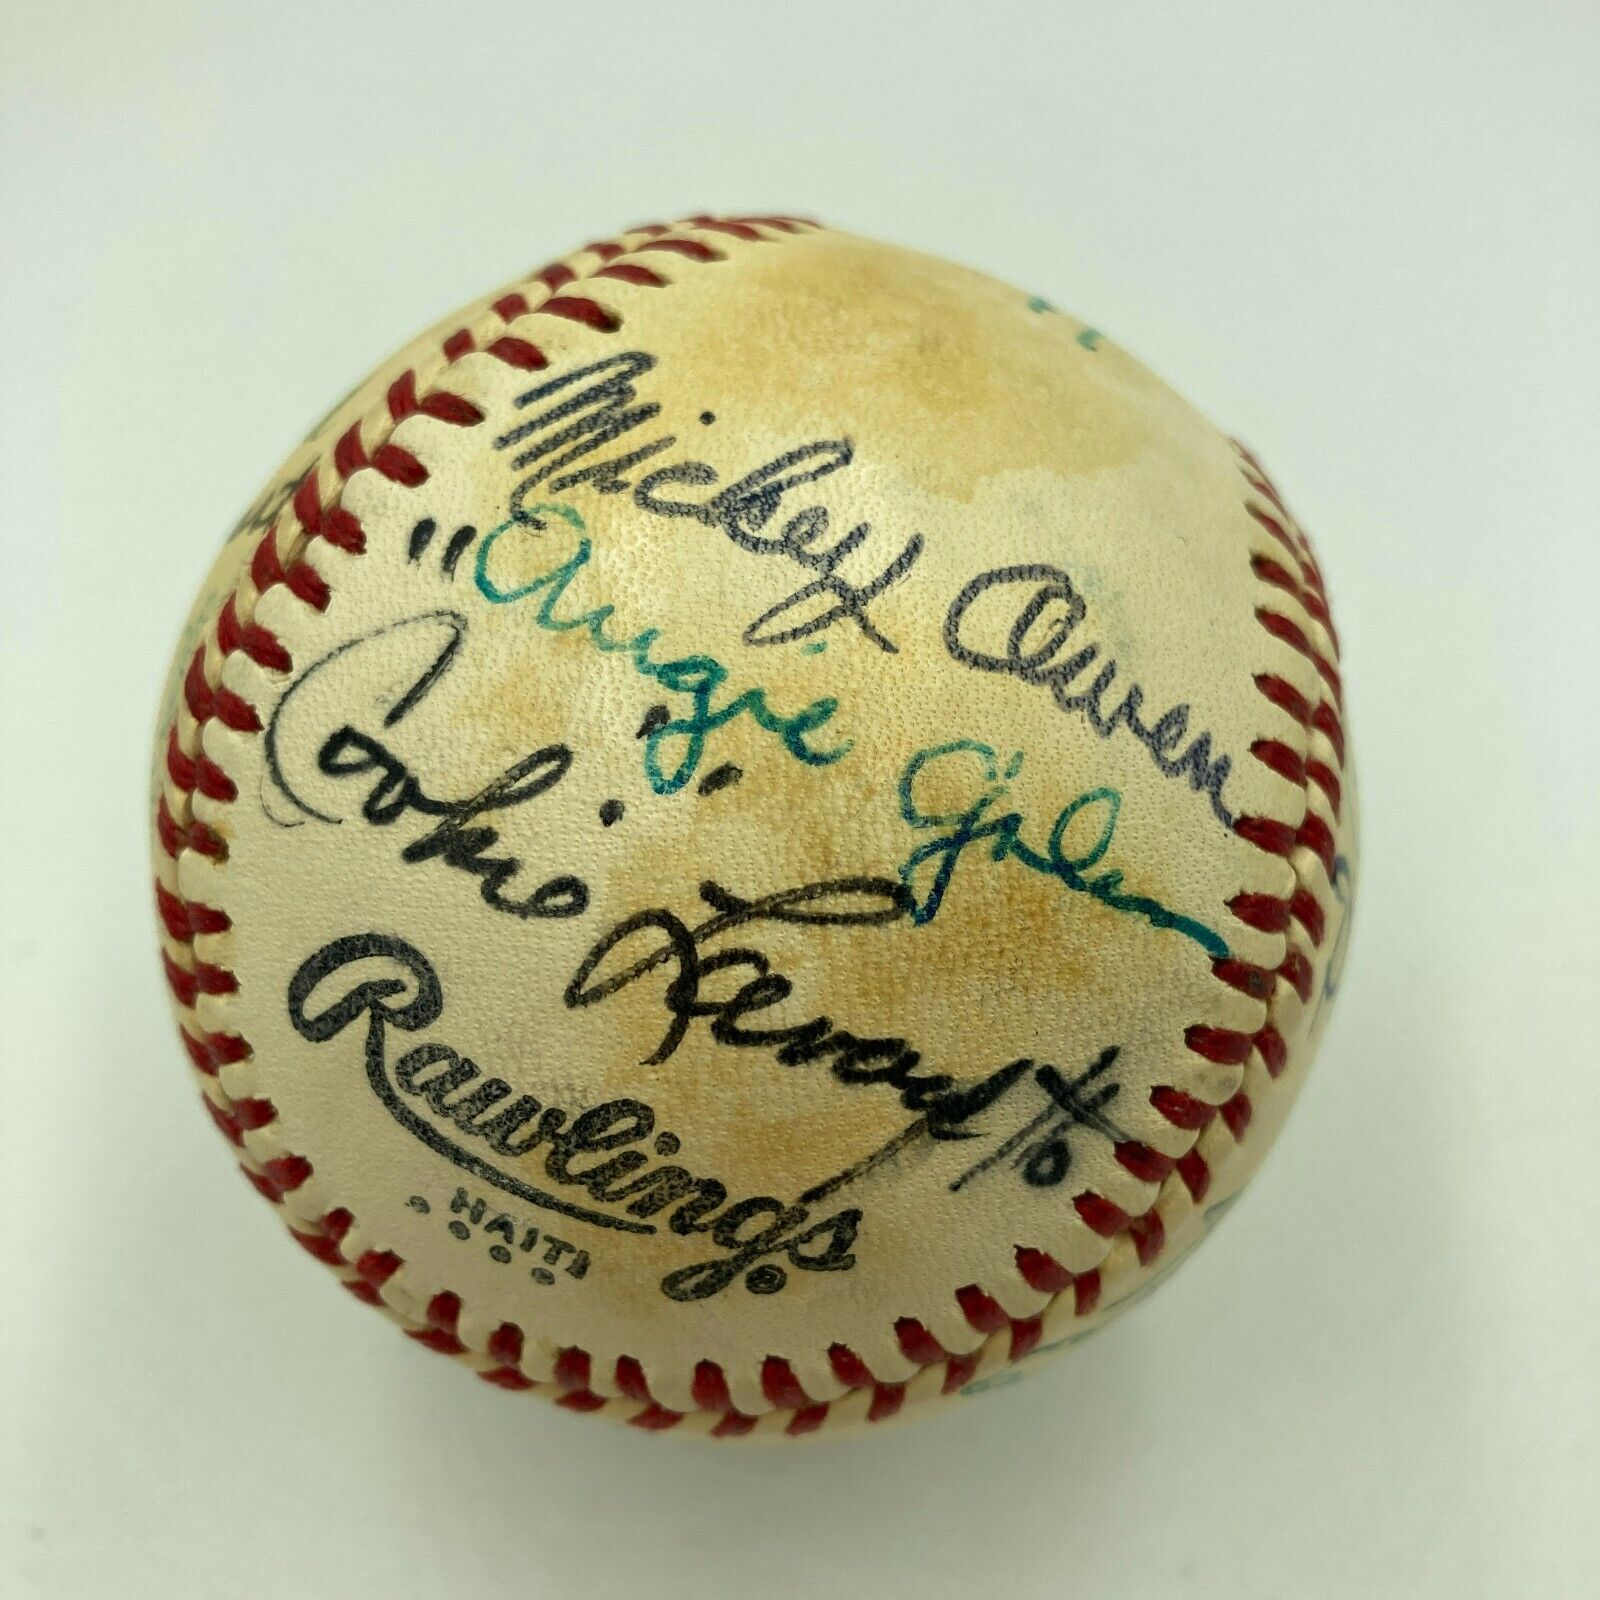 Mickey Owen
Augie Galan
"Cookie" Lavagetto
Rawlings®
HAITI